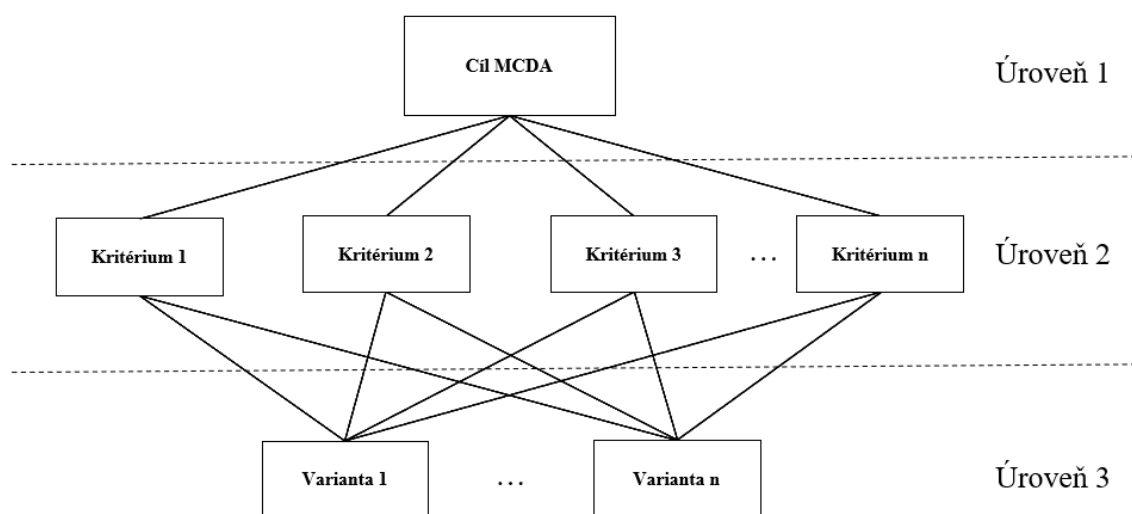 Cíl MCDA
Úroveň 1
Kritérium 1
Kritérium 2
Kritérium 3
...
Kritérium n
Úroveň 2
Varianta 1
...
Varianta n
Úroveň 3